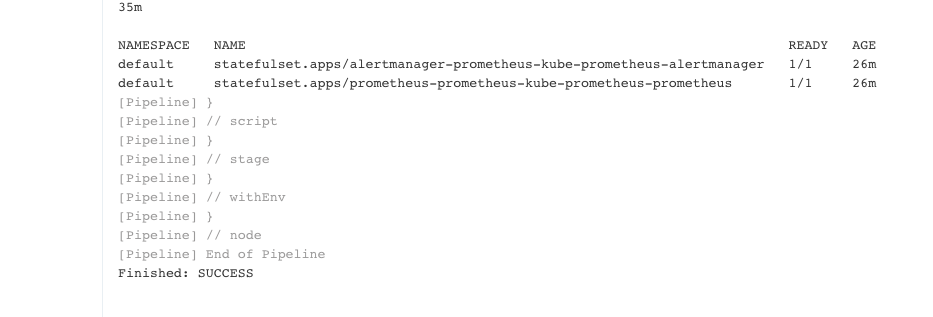 35m
NAMESPACE   NAME                                                                    READY   AGE
default     statefulset.apps/alertmanager-prometheus-kube-prometheus-alertmanager   1/1     26m
default     statefulset.apps/prometheus-prometheus-kube-prometheus-prometheus       1/1     26m
[Pipeline] }
[Pipeline] // script
[Pipeline] }
[Pipeline] // stage
[Pipeline] }
[Pipeline] // withEnv
[Pipeline] }
[Pipeline] // node
[Pipeline] End of Pipeline
Finished: SUCCESS